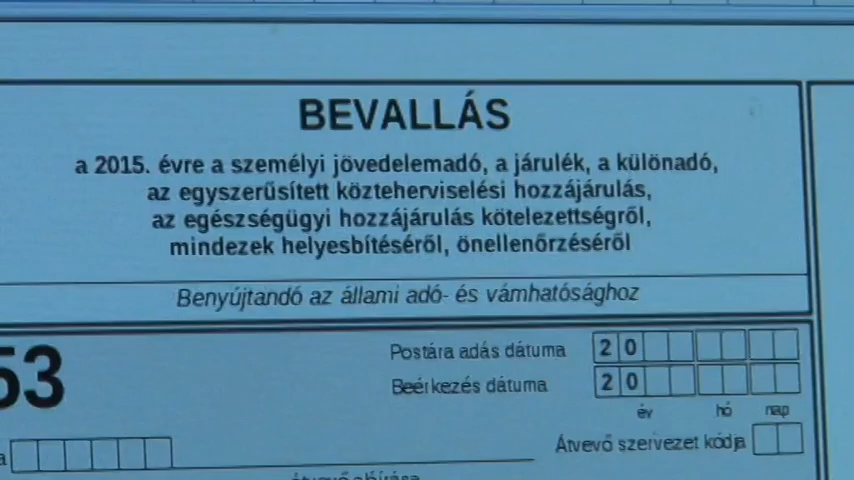 BEVALLÁS
a 2015. évre a személyi jövedelemadó, a járulék, a különadó,
az egyszerűsített közteherviselési hozzájárulás,
az egészségügyi hozzájárulás kötelezettségről,
mindezek helyesbítéséről, önellenőrzéséről
Benyújtandó az állami adó- és vámhatósághoz
53
Postára adás dátuma 20
Beérkezés dátuma 20
év hó nap
Átvevő szervezet kódja
a